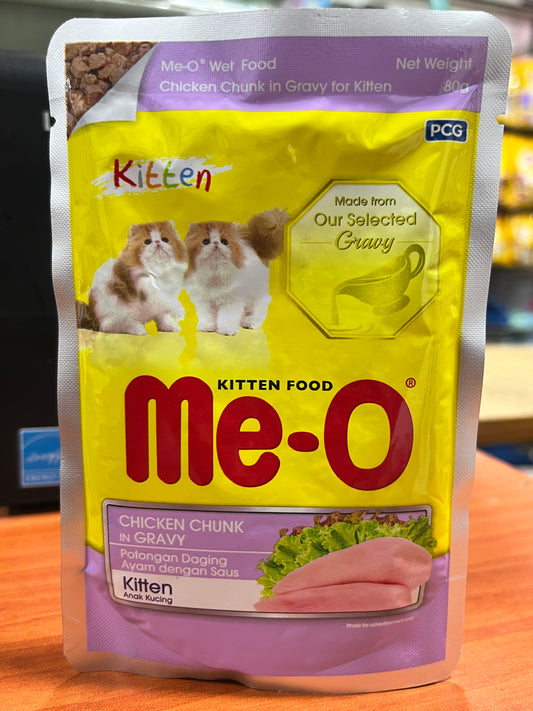 Me-O® Wet Food
Net Weight
Chicken Chunk in Gravy for Kitten
80g
PCG
Kitten
Made from
Our Selected
Gravy
KITTEN FOOD
Me-O®
CHICKEN CHUNK
IN GRAVY
Potongan Daging
Ayam dengan Saus
Kitten
Anak Kucing
Photo for advertisement only